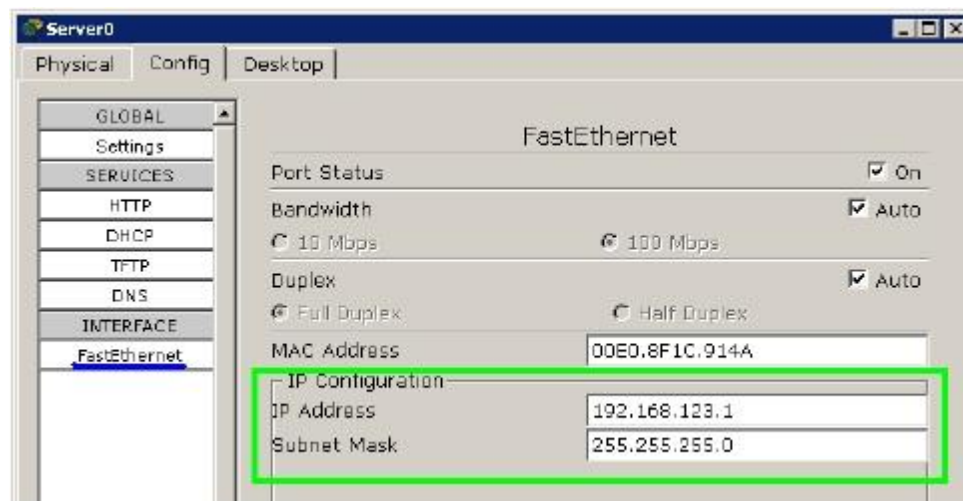 Server0
Physical Config Desktop
GLOBAL
Settings
SERVICES
HTTP
DHCP
TFTP
DNS
INTERFACE
FastEthernet
FastEthernet
Port Status On
Bandwidth Auto
10 Mbps 100 Mbps
Duplex Auto
Full Duplex Half Duplex
MAC Address 00E0.8F1C.914A
IP Configuration
IP Address 192.168.123.1
Subnet Mask 255.255.255.0